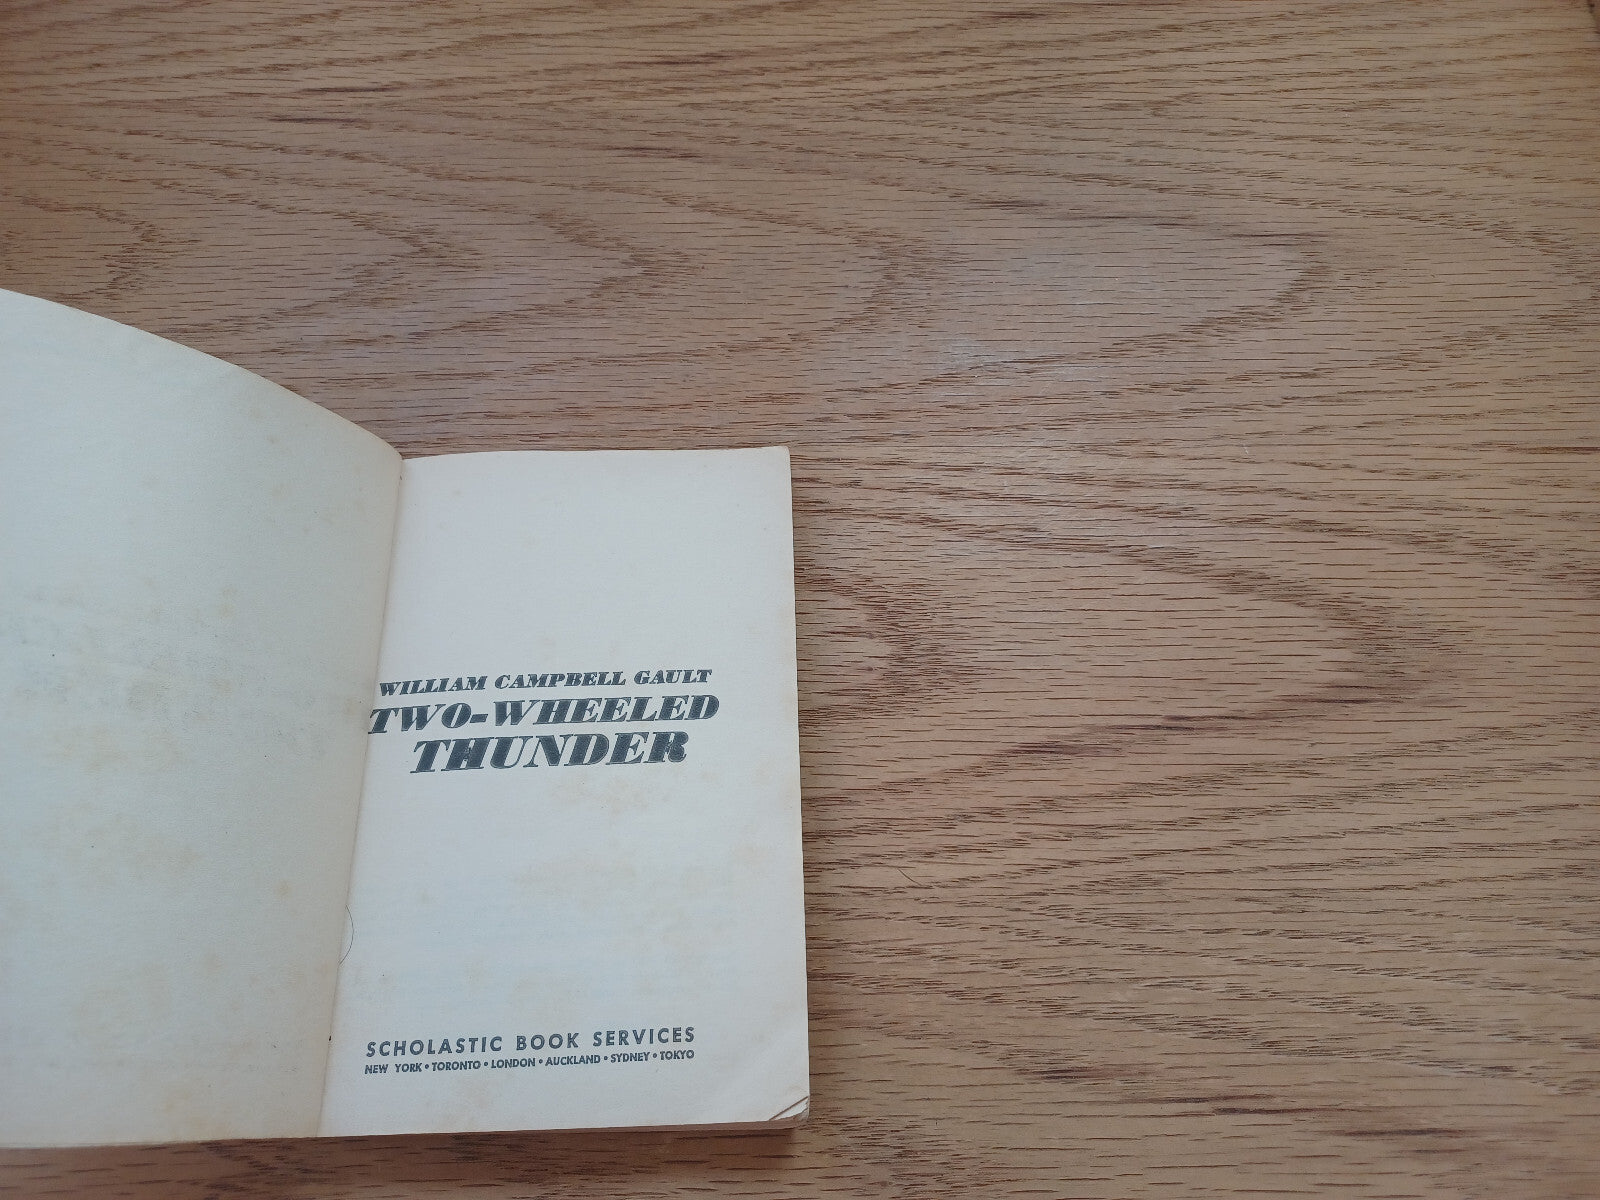 WILLIAM CAMPBELL GAULT
TWO-WHEELED
THUNDER
SCHOLASTIC BOOK SERVICES
NEW YORK • TORONTO • LONDON • AUCKLAND • SYDNEY • TOKYO